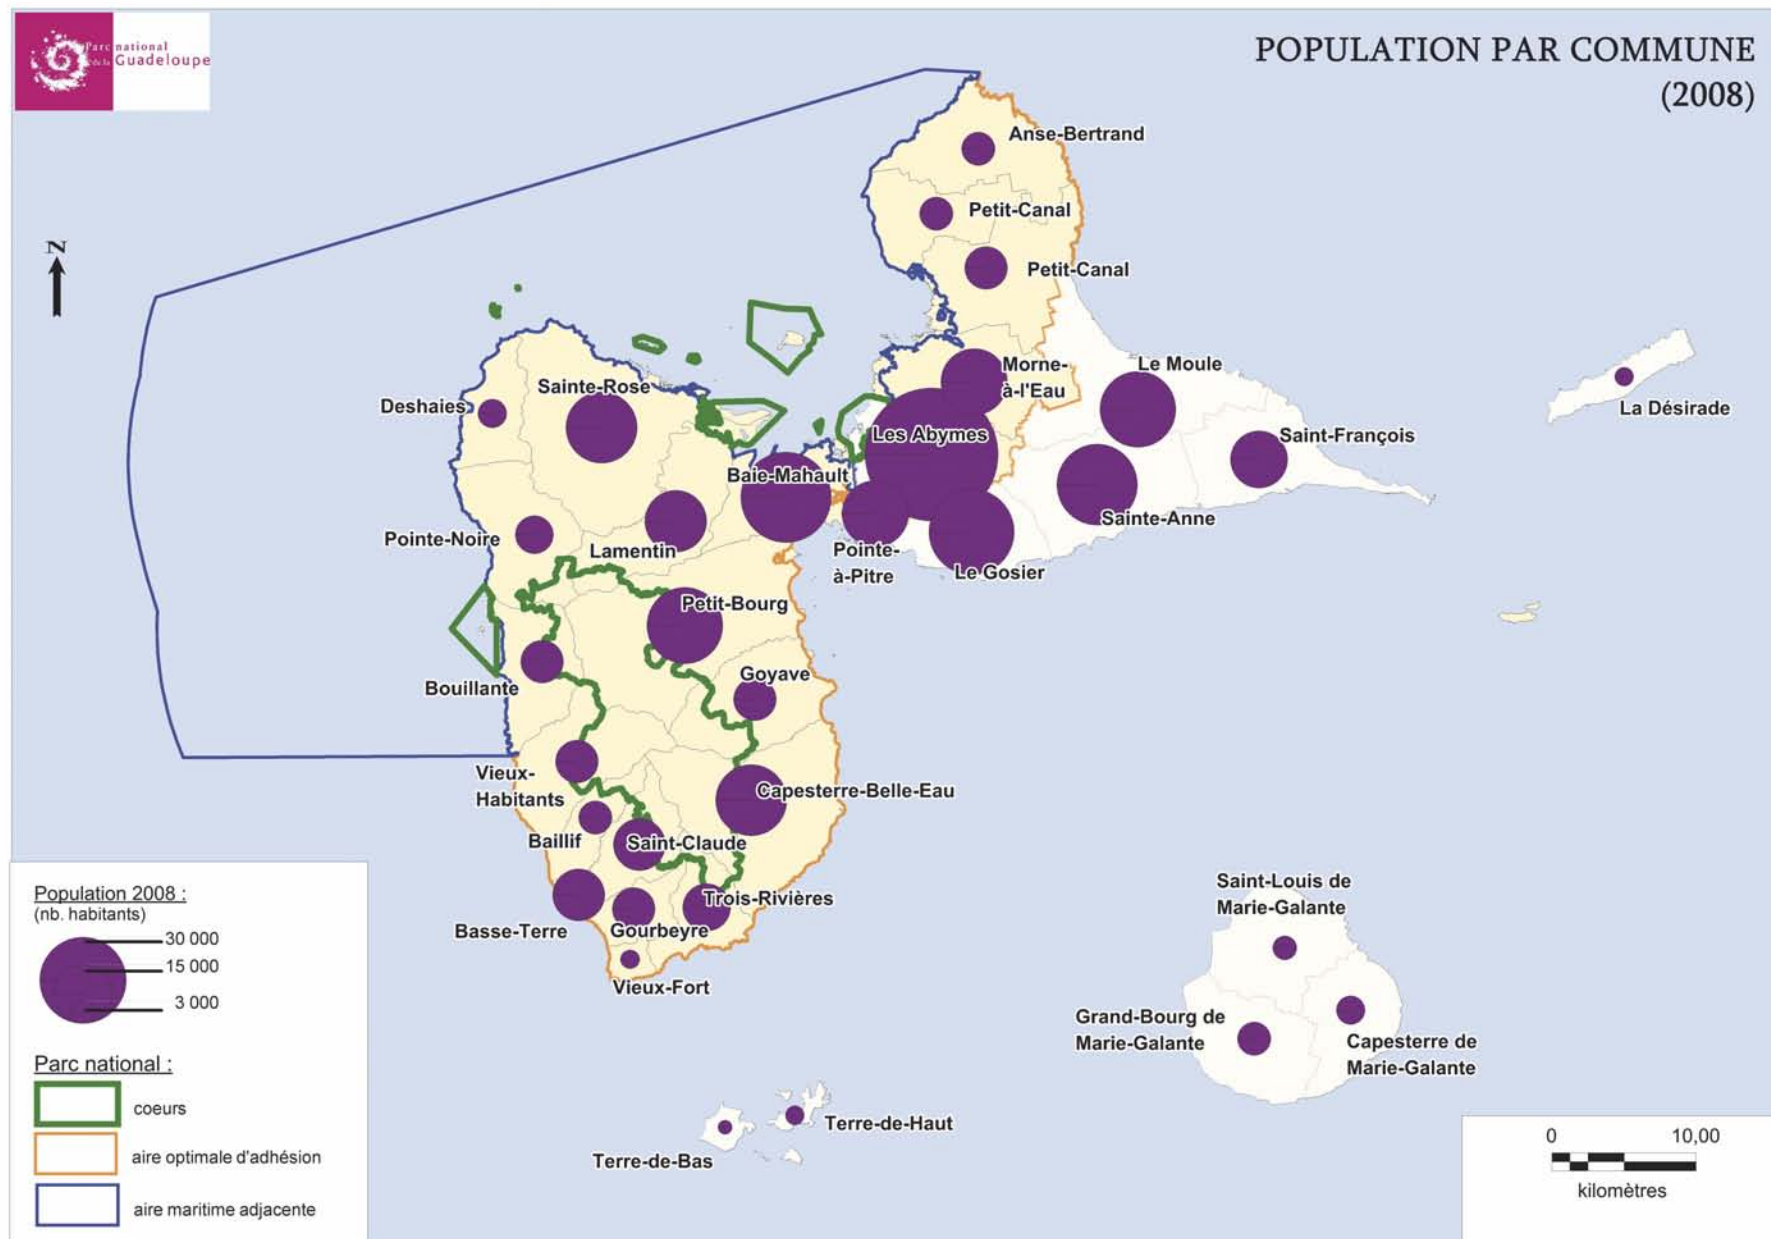 Parc national
de la Guadeloupe
POPULATION PAR COMMUNE
(2008)
N
Anse-Bertrand
Petit-Canal
Petit-Canal
Morne-
à-l'Eau
Le Moule
La Désirade
Sainte-Rose
Deshaies
Les Abymes
Saint-François
Baie-Mahault
Sainte-Anne
Pointe-Noire
Lamentin
Pointe-
à-Pitre
Le Gosier
Petit-Bourg
Goyave
Bouillante
Vieux-
Habitants
Capesterre-Belle-Eau
Baillif
Saint-Claude
Trois-Rivières
Basse-Terre
Gourbeyre
Vieux-Fort
Saint-Louis de
Marie-Galante
Grand-Bourg de
Marie-Galante
Capesterre de
Marie-Galante
Terre-de-Haut
Terre-de-Bas
Population 2008 :
(nb. habitants)
30 000
15 000
3 000
Parc national :
coeurs
aire optimale d'adhésion
aire maritime adjacente
0 10,00
kilomètres